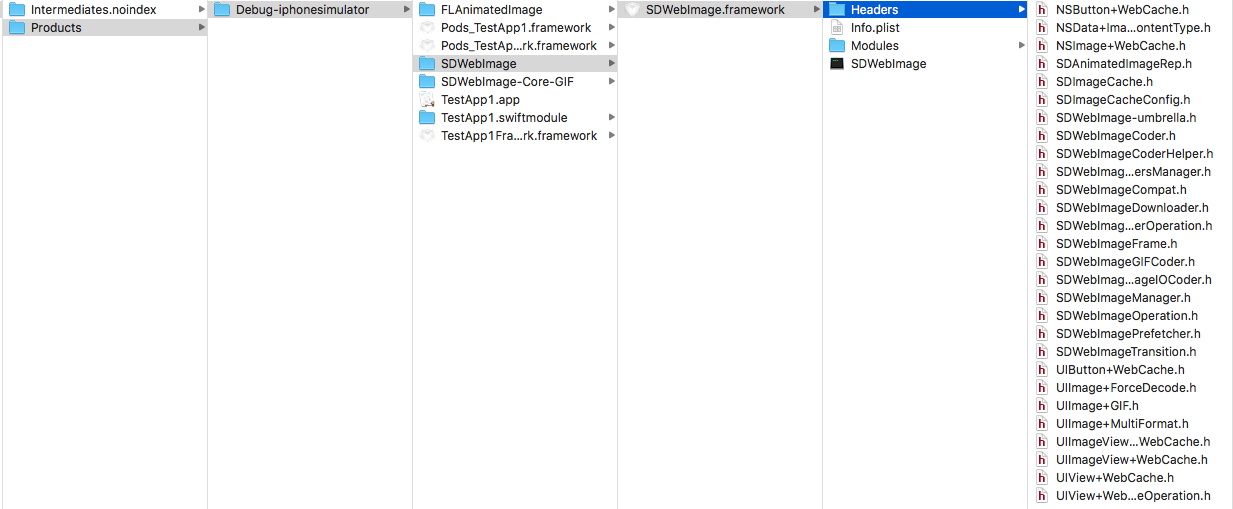 Intermediates.noindex
Products
Debug-iphonesimulator
FLAnimatedImage
Pods_TestApp1.framework
Pods_TestAp...rk.framework
SDWebImage
SDWebImage-Core-GIF
TestApp1.app
TestApp1.swiftmodule
TestApp1Fra...rk.framework
SDWebImage.framework
Headers
Info.plist
Modules
SDWebImage
NSButton+WebCache.h
NSData+Ima...ontentType.h
NSImage+WebCache.h
SDAnimatedImageRep.h
SDImageCache.h
SDImageCacheConfig.h
SDWebImage-umbrella.h
SDWebImageCoder.h
SDWebImageCoderHelper.h
SDWebImag...ersManager.h
SDWebImageCompat.h
SDWebImageDownloader.h
SDWebImag...erOperation.h
SDWebImageFrame.h
SDWebImageGIFCoder.h
SDWebImag...ageIOCoder.h
SDWebImageManager.h
SDWebImageOperation.h
SDWebImagePrefetcher.h
SDWebImageTransition.h
UIButton+WebCache.h
UIImage+ForceDecode.h
UIImage+GIF.h
UIImage+MultiFormat.h
UIImageView...WebCache.h
UIImageView+WebCache.h
UIView+WebCache.h
UIView+Web...eOperation.h